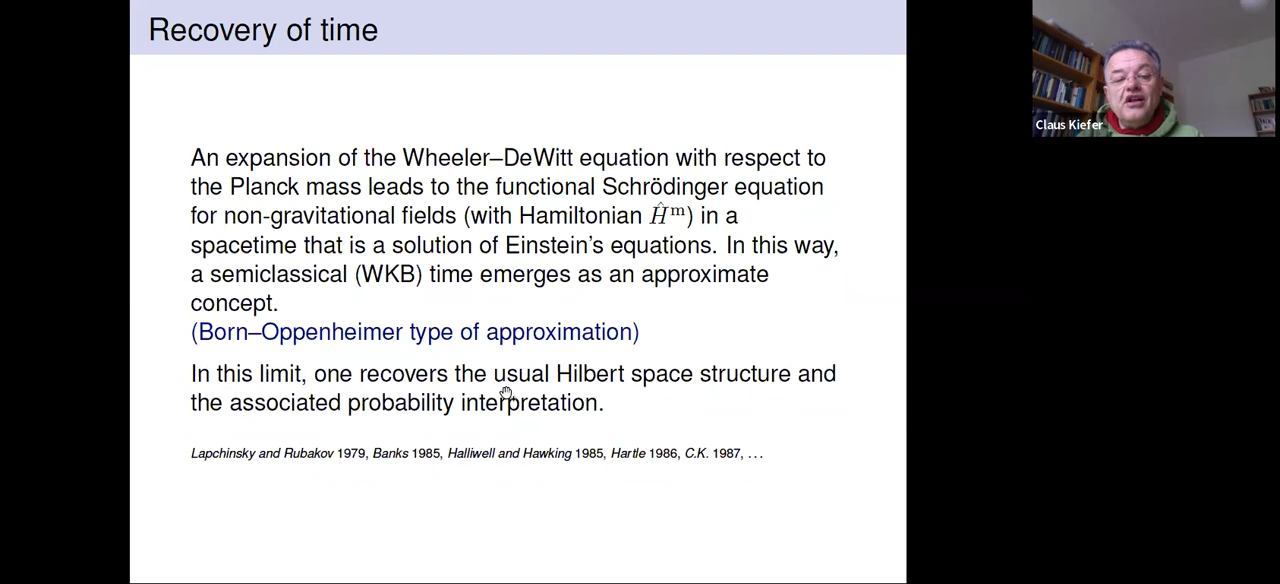 Recovery of time
An expansion of the Wheeler–DeWitt equation with respect to
the Planck mass leads to the functional Schrödinger equation
for non-gravitational fields (with Hamiltonian Ĥᵐ) in a
spacetime that is a solution of Einstein's equations. In this way,
a semiclassical (WKB) time emerges as an approximate
concept.
(Born–Oppenheimer type of approximation)
In this limit, one recovers the usual Hilbert space structure and
the associated probability interpretation.
Lapchinsky and Rubakov 1979, Banks 1985, Halliwell and Hawking 1985, Hartle 1986, C.K. 1987, ...
Claus Kiefer